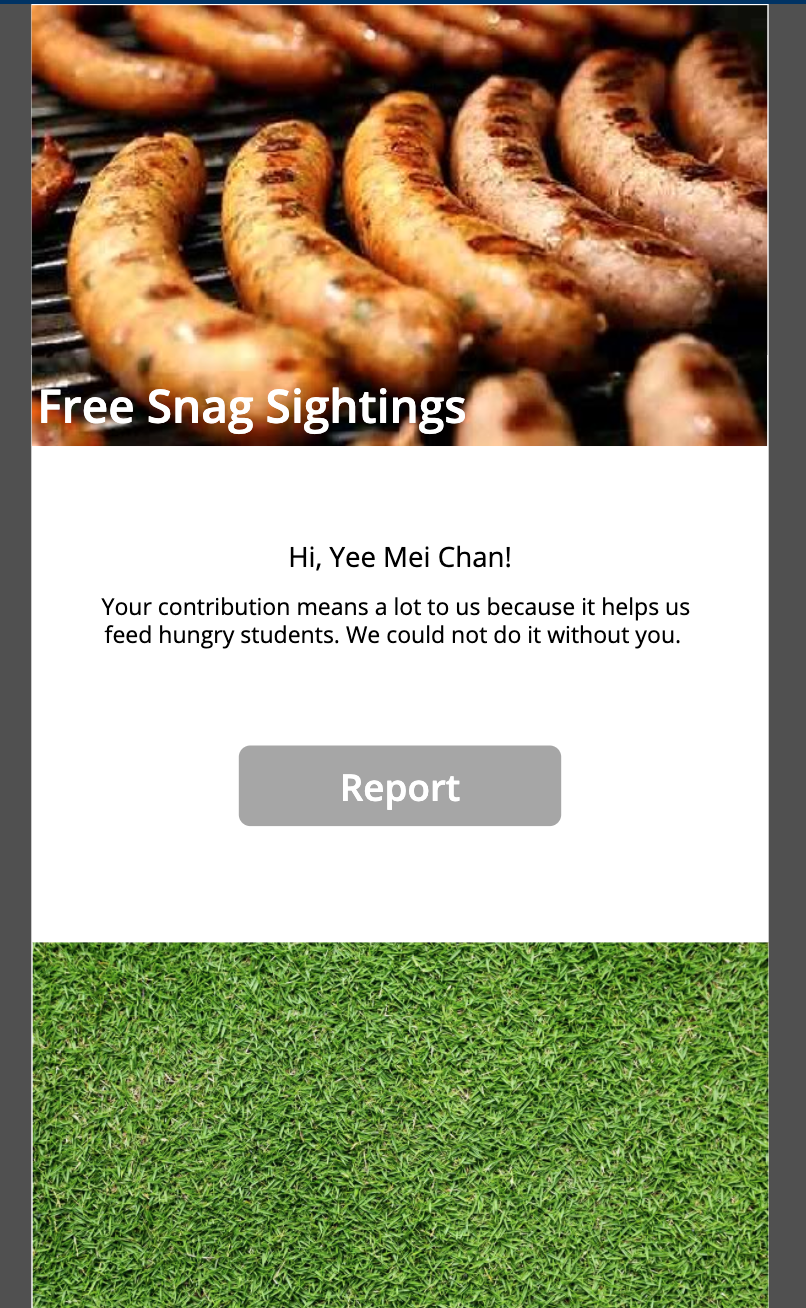 Free Snag Sightings
Hi, Yee Mei Chan!
Your contribution means a lot to us because it helps us
feed hungry students. We could not do it without you.
Report